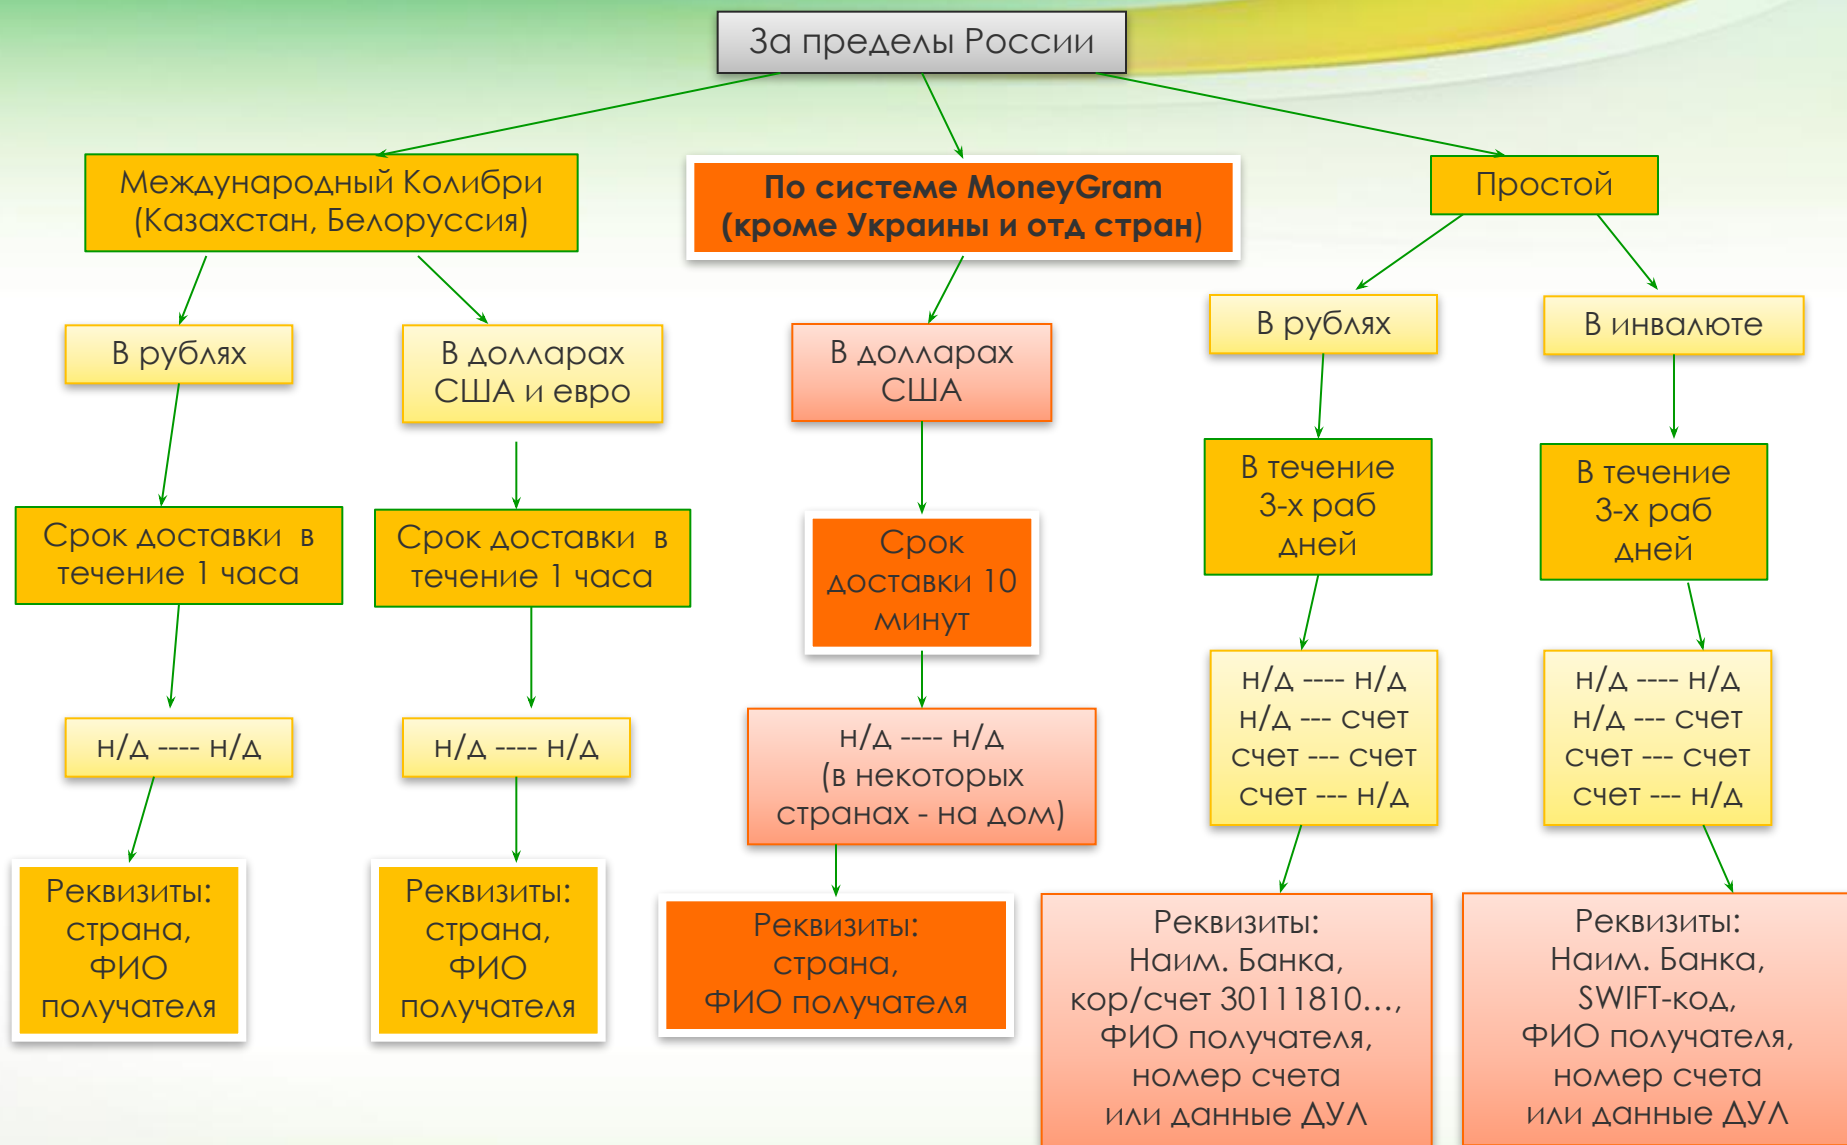 За пределы России
Международный Колибри
(Казахстан, Белоруссия)
По системе MoneyGram
(кроме Украины и отд стран)
Простой
В рублях
В долларах
США и евро
В долларах
США
В рублях
В инвалюте
Срок доставки в
течение 1 часа
Срок доставки в
течение 1 часа
Срок
доставки 10
минут
В течение
3-х раб
дней
В течение
3-х раб
дней
н/д ---- н/д
н/д ---- н/д
н/д ---- н/д
(в некоторых
странах - на дом)
н/д ---- н/д
н/д --- счет
счет --- счет
счет --- н/д
н/д ---- н/д
н/д --- счет
счет --- счет
счет --- н/д
Реквизиты:
страна,
ФИО
получателя
Реквизиты:
страна,
ФИО
получателя
Реквизиты:
страна,
ФИО получателя
Реквизиты:
Наим. Банка,
кор/счет 30111810...,
ФИО получателя,
номер счета
или данные ДУЛ
Реквизиты:
Наим. Банка,
SWIFT-код,
ФИО получателя,
номер счета
или данные ДУЛ